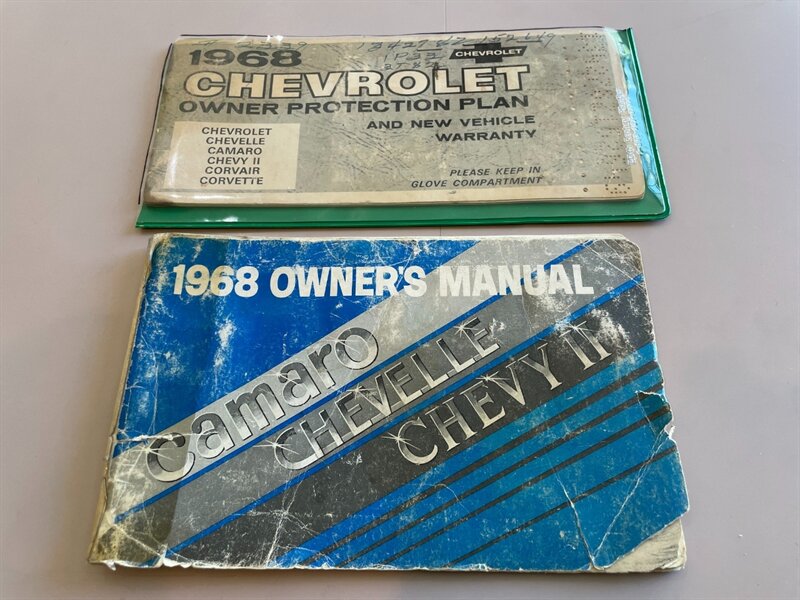 1968
CHEVROLET
CHEVROLET
OWNER PROTECTION PLAN
AND NEW VEHICLE
WARRANTY
CHEVROLET
CHEVELLE
CAMARO
CHEVY II
CORVAIR
CORVETTE
PLEASE KEEP IN
GLOVE COMPARTMENT
1968 OWNER'S MANUAL
Camaro
CHEVELLE
CHEVY II